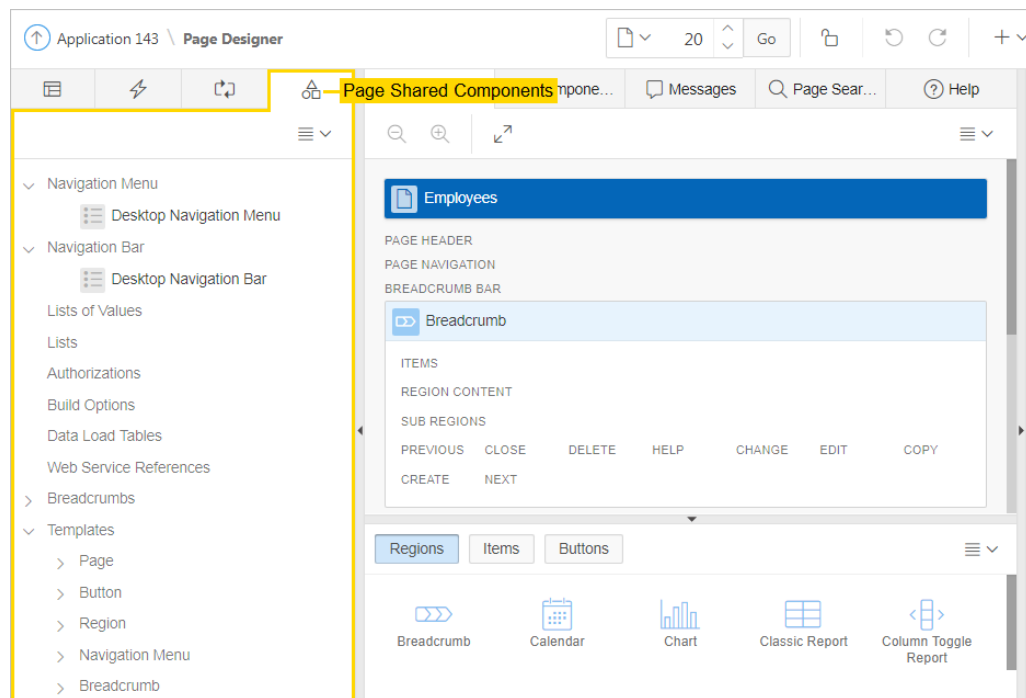 Application 143 \ Page Designer
20 Go
Page Shared Components
mpone...
Messages
Page Sear...
Help
Navigation Menu
Desktop Navigation Menu
Navigation Bar
Desktop Navigation Bar
Lists of Values
Lists
Authorizations
Build Options
Data Load Tables
Web Service References
Breadcrumbs
Templates
Page
Button
Region
Navigation Menu
Breadcrumb
Employees
PAGE HEADER
PAGE NAVIGATION
BREADCRUMB BAR
Breadcrumb
ITEMS
REGION CONTENT
SUB REGIONS
PREVIOUS CLOSE DELETE HELP CHANGE EDIT COPY
CREATE NEXT
Regions Items Buttons
Breadcrumb Calendar Chart Classic Report Column Toggle
Report